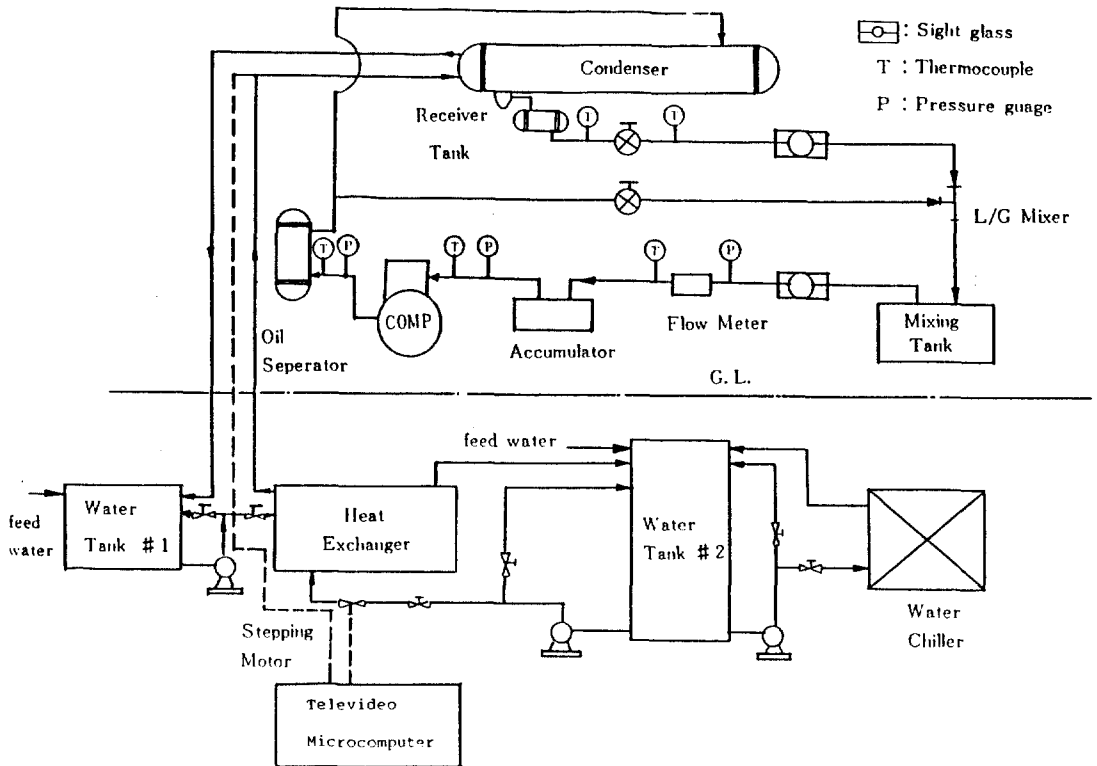 Condenser
: Sight glass
T : Thermocouple
P : Pressure guage
Receiver
Tank
T
T
L/G Mixer
T
P
T
P
T
P
COMP
Oil
Seperator
Accumulator
Flow Meter
Mixing
Tank
G. L.
feed water
feed
water
Water
Tank #1
Heat
Exchanger
Water
Tank #2
Water
Chiller
Stepping
Motor
Televideo
Microcomputer